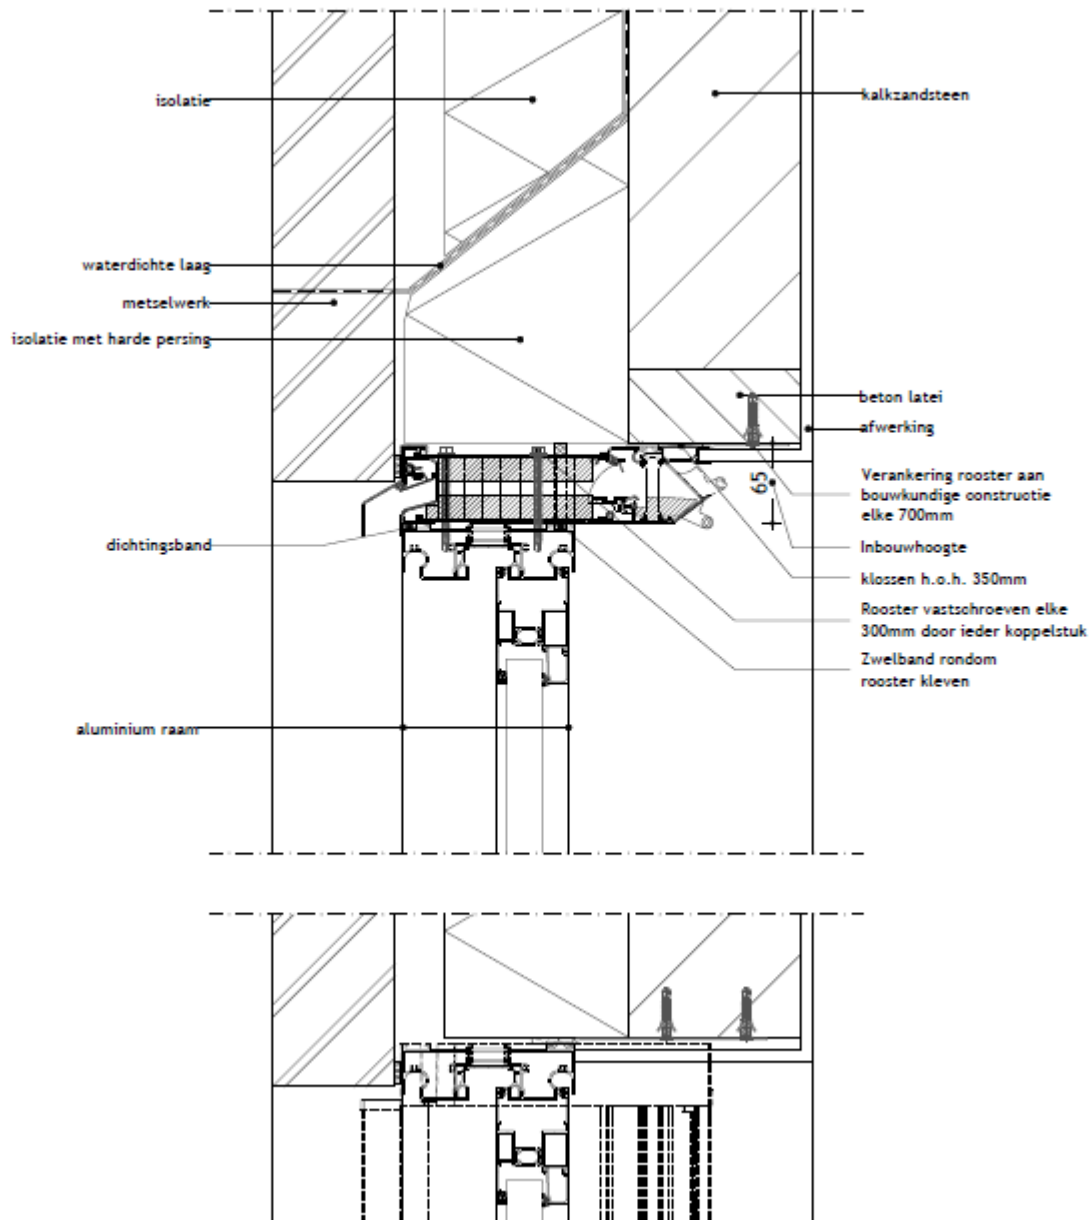 isolatie
kalkzandsteen
waterdichte laag
metselwerk
isolatie met harde persing
beton latei
afwerking
65
Verankering rooster aan
bouwkundige constructie
elke 700mm
dichtingsband
Inbouwhoogte
klossen h.o.h. 350mm
Rooster vastschroeven elke
300mm door ieder koppelstuk
Zwelband rondom
rooster kleven
aluminium raam